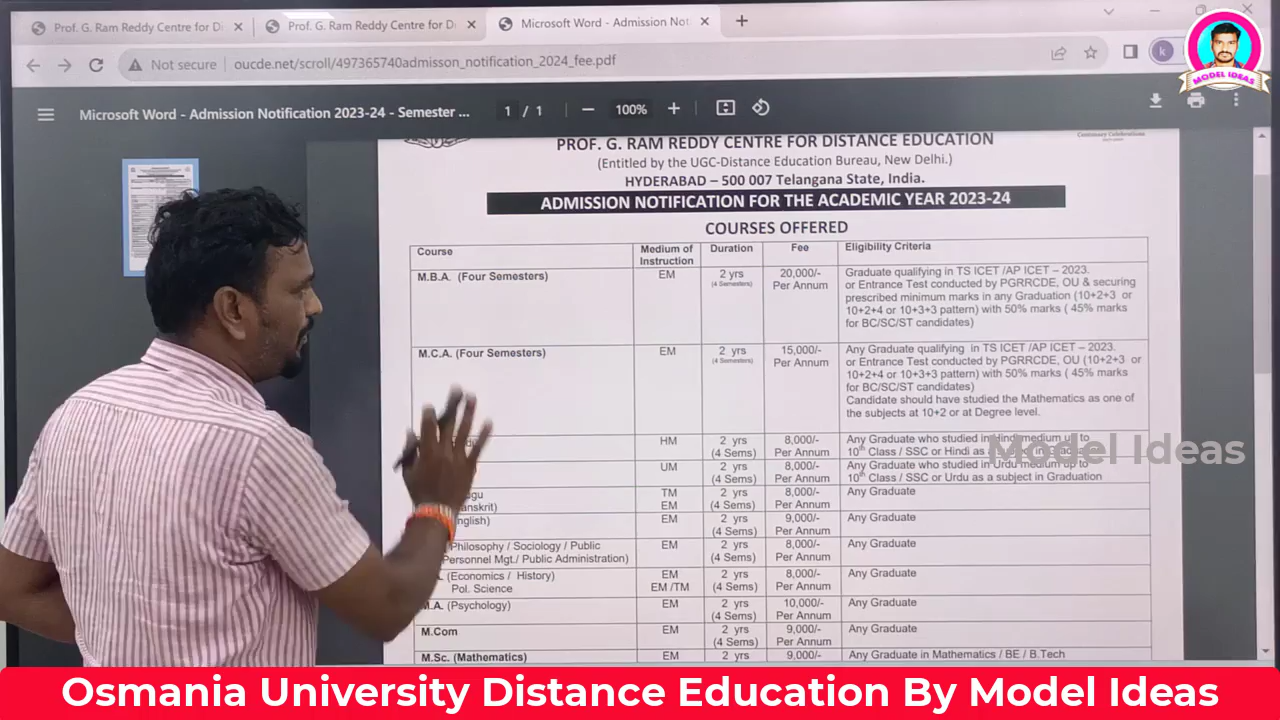 Prof. G. Ram Reddy Centre for Di
Prof. G. Ram Reddy Centre for Di
Microsoft Word - Admission Not
Not secure
oucde.net/scroll/497365740admisson_notification_2024_fee.pdf
k
MODEL IDEAS
Microsoft Word - Admission Notification 2023-24 - Semester ...
1 / 1
100%
Centenary Celebrations
PROF. G. RAM REDDY CENTRE FOR DISTANCE EDUCATION
(Entitled by the UGC-Distance Education Bureau, New Delhi.)
HYDERABAD – 500 007 Telangana State, India.
ADMISSION NOTIFICATION FOR THE ACADEMIC YEAR 2023-24
COURSES OFFERED
Course Medium of Instruction Duration Fee Eligibility Criteria
M.B.A. (Four Semesters) EM 2 yrs (4 Semesters) 20,000/- Per Annum
Graduate qualifying in TS ICET /AP ICET – 2023.
or Entrance Test conducted by PGRRCDE, OU & securing
prescribed minimum marks in any Graduation (10+2+3 or
10+2+4 or 10+3+3 pattern) with 50% marks ( 45% marks
for BC/SC/ST candidates)
M.C.A. (Four Semesters) EM 2 yrs (4 Semesters) 15,000/- Per Annum
Any Graduate qualifying in TS ICET /AP ICET – 2023.
or Entrance Test conducted by PGRRCDE, OU (10+2+3 or
10+2+4 or 10+3+3 pattern) with 50% marks ( 45% marks
for BC/SC/ST candidates)
Candidate should have studied the Mathematics as one of
the subjects at 10+2 or at Degree level.
HM 2 yrs (4 Sems) 8,000/- Per Annum
Any Graduate who studied in Hindi medium up to
10th Class / SSC or Hindi as a
Model Ideas
UM 2 yrs (4 Sems) 8,000/- Per Annum
Any Graduate who studied in Urdu medium up to
10th Class / SSC or Urdu as a subject in Graduation
TM EM 2 yrs (4 Sems) 8,000/- Per Annum Any Graduate
EM 2 yrs (4 Sems) 9,000/- Per Annum Any Graduate
Philosophy / Sociology / Public
Personnel Mgt./ Public Administration) EM 2 yrs (4 Sems) 8,000/- Per Annum Any Graduate
(Economics / History) EM 2 yrs 8,000/- Any Graduate
Pol. Science EM /TM (4 Sems) Per Annum
M.A. (Psychology) EM 2 yrs (4 Sems) 10,000/- Per Annum Any Graduate
M.Com EM 2 yrs (4 Sems) 9,000/- Per Annum Any Graduate
M.Sc. (Mathematics) EM 2 yrs 9,000/- Any Graduate in Mathematics / BE / B.Tech
Osmania University Distance Education By Model Ideas